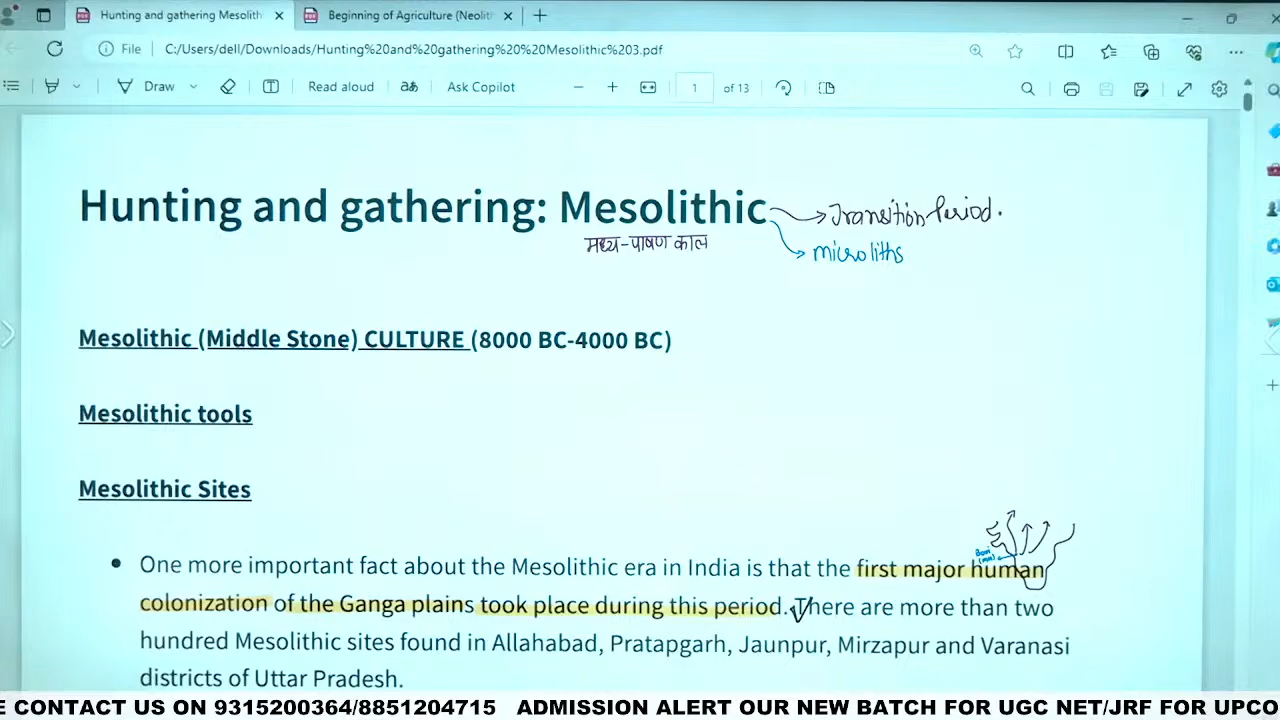 Hunting and gathering Mesolith
Beginning of Agriculture (Neolith
File
C:/Users/dell/Downloads/Hunting%20and%20gathering%20%20Mesolithic%203.pdf
Draw
Read aloud
Ask Copilot
1
of 13
Hunting and gathering: Mesolithic
Transition Period.
मध्य-पाषण काल
microliths
Mesolithic (Middle Stone) CULTURE (8000 BC-4000 BC)
Mesolithic tools
Mesolithic Sites
• One more important fact about the Mesolithic era in India is that the first major human
colonization of the Ganga plains took place during this period. There are more than two
hundred Mesolithic sites found in Allahabad, Pratapgarh, Jaunpur, Mirzapur and Varanasi
districts of Uttar Pradesh.
E CONTACT US ON 9315200364/8851204715 ADMISSION ALERT OUR NEW BATCH FOR UGC NET/JRF FOR UPCO